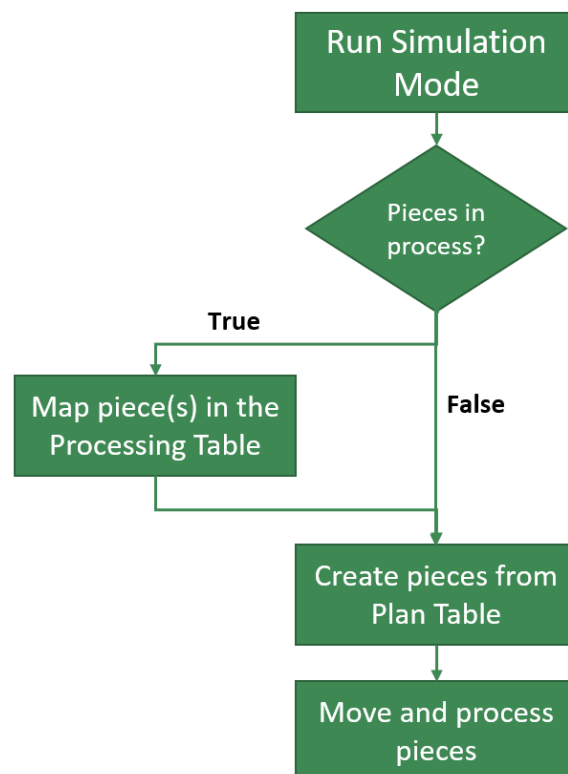 Run Simulation
Mode
Pieces in
process?
True
Map piece(s) in the
Processing Table
False
Create pieces from
Plan Table
Move and process
pieces